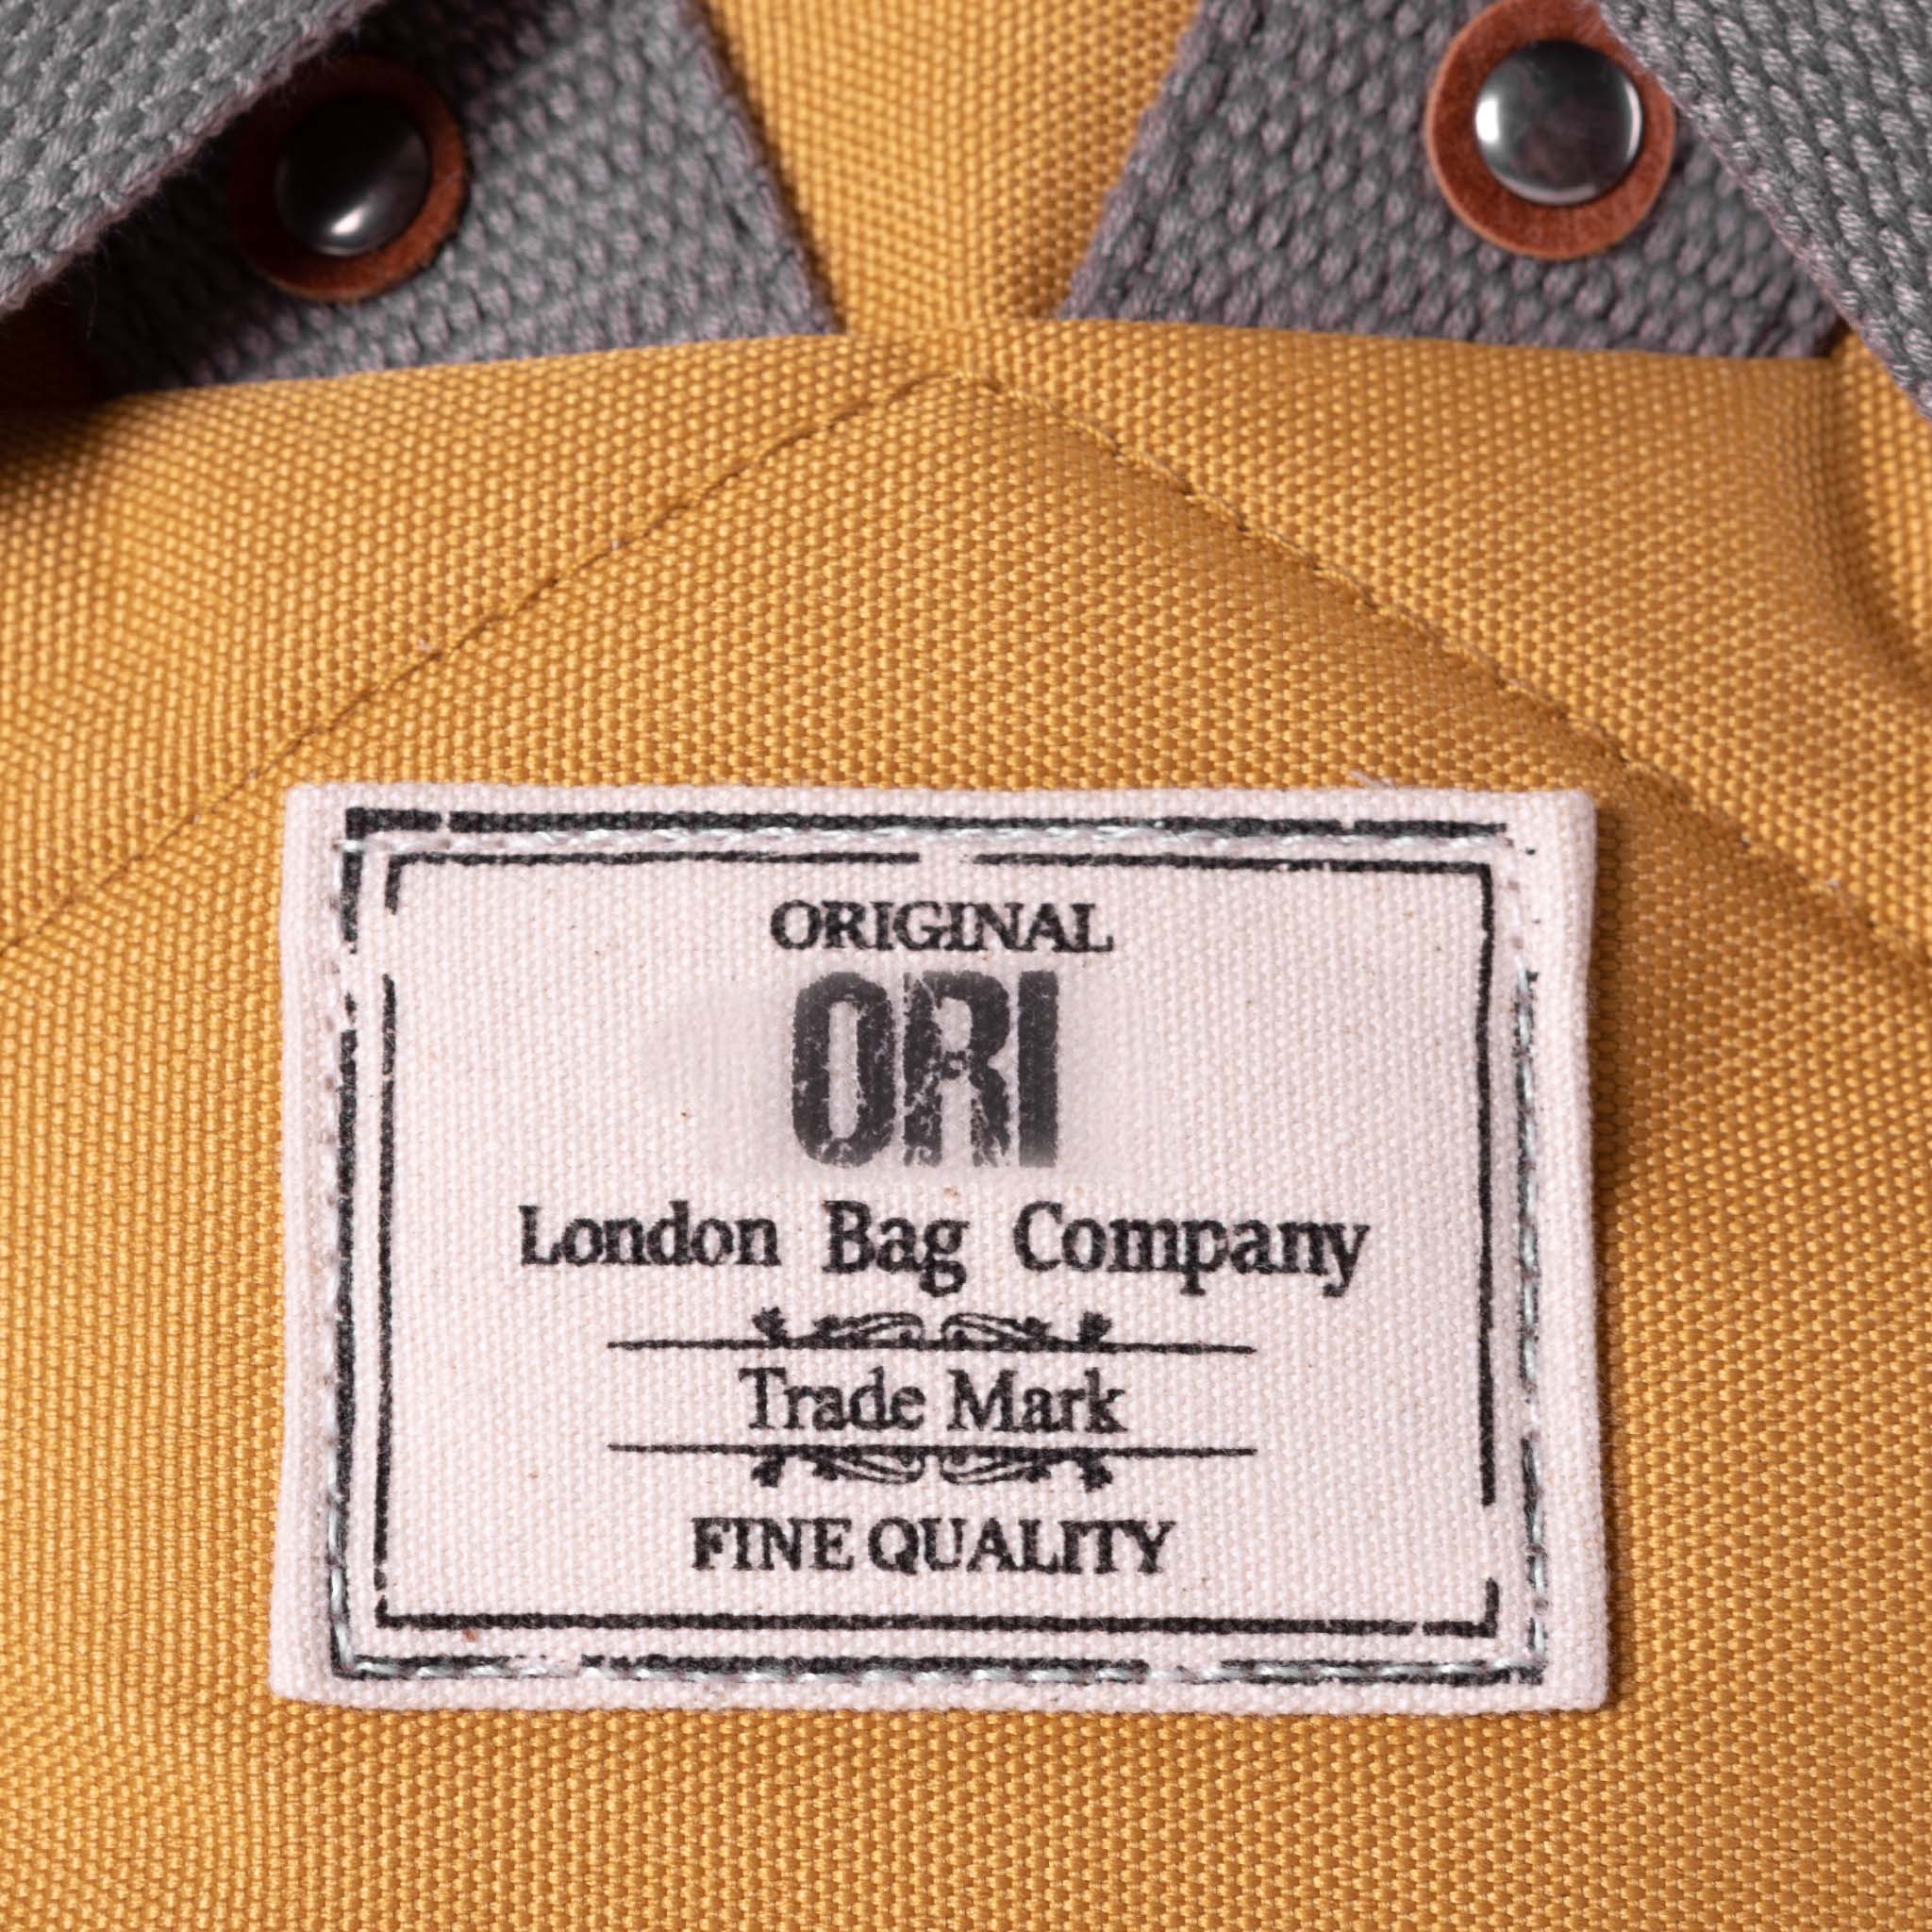 ORIGINAL
ORI
London Bag Company
Trade Mark
FINE QUALITY